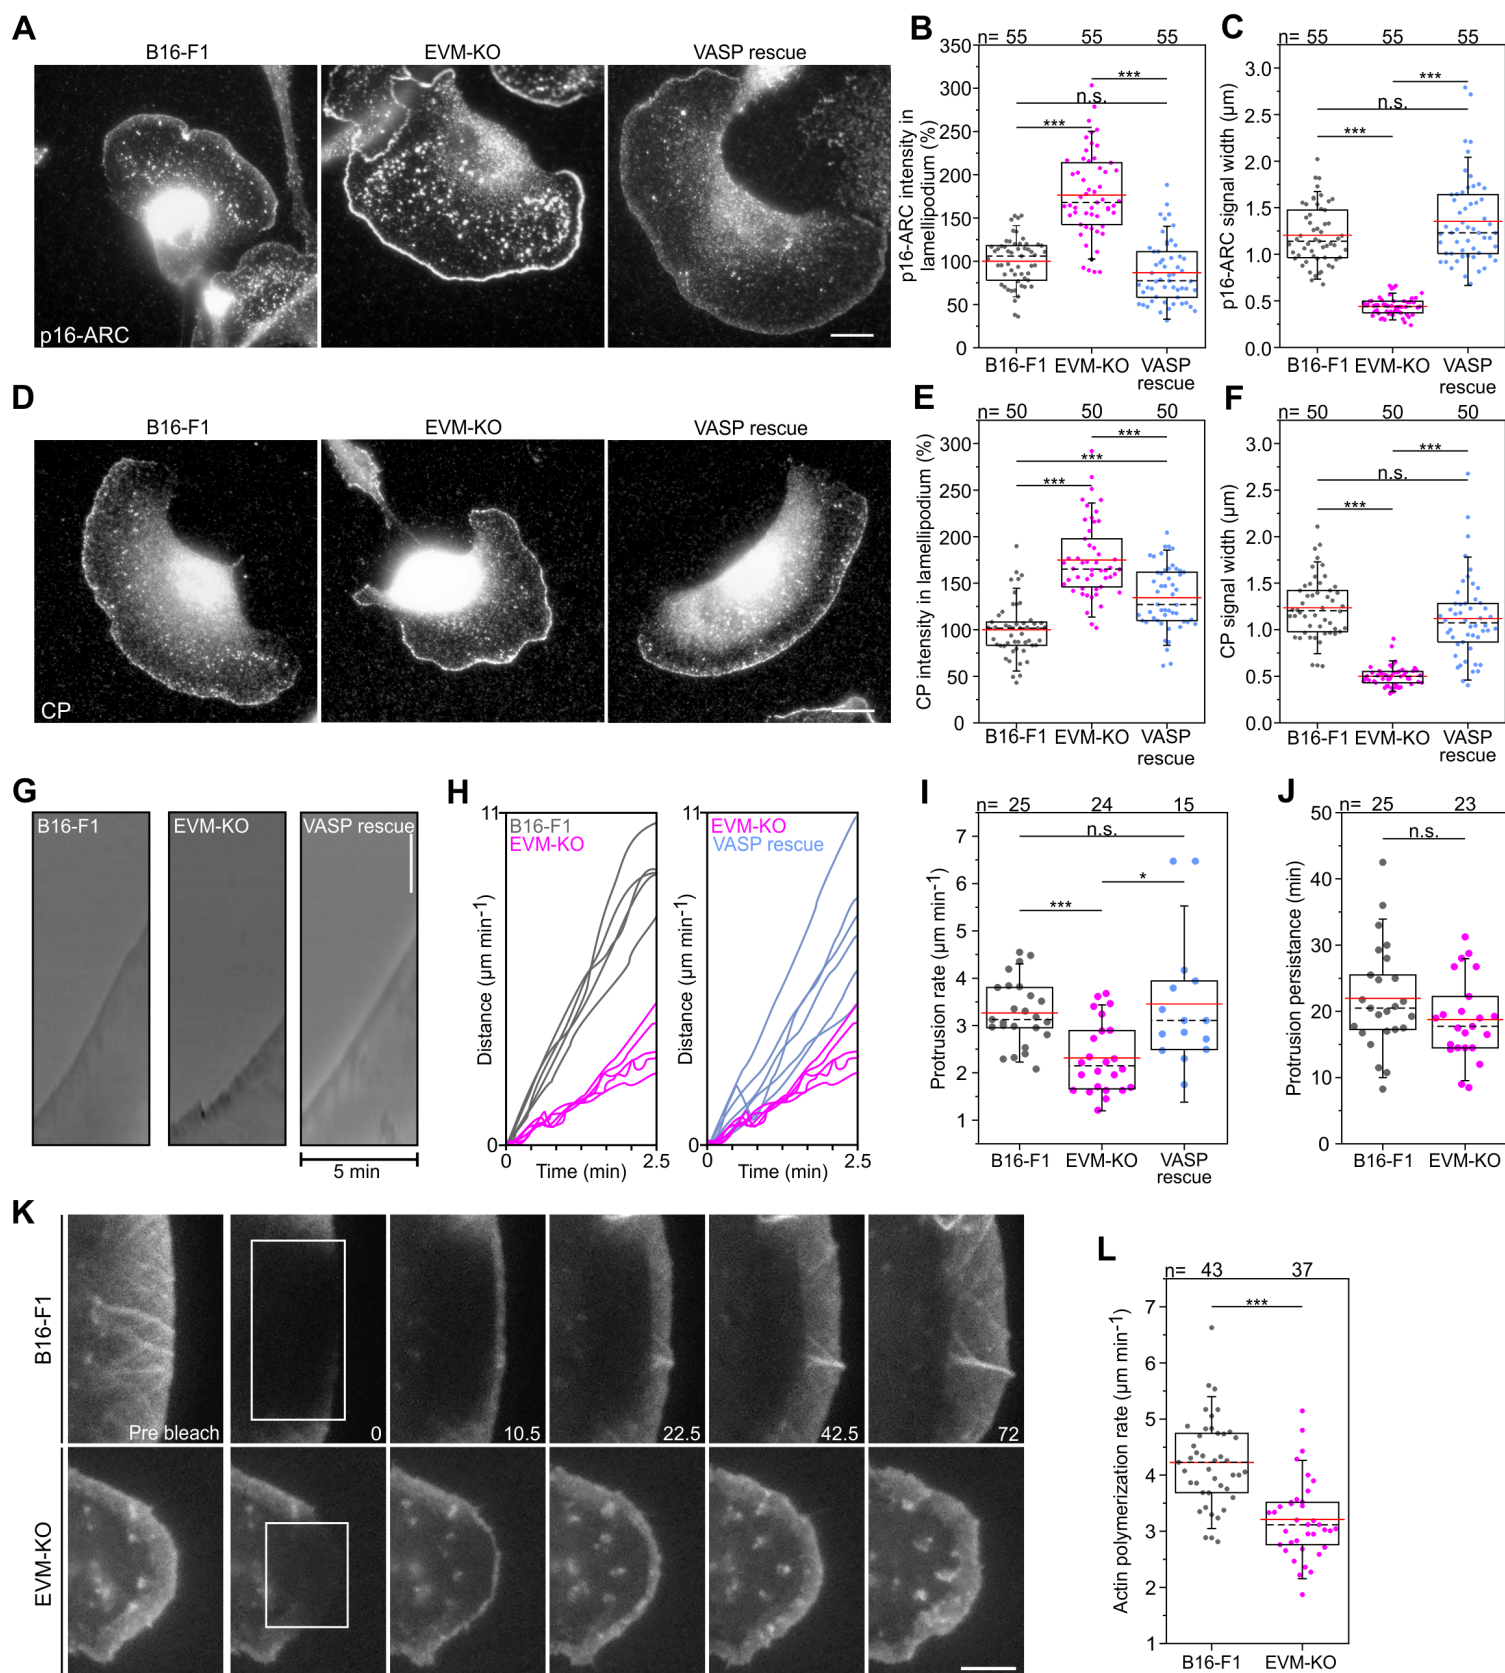 A
B16-F1
EVM-KO
VASP rescue
p16-ARC
B
n= 55 55 55
p16-ARC intensity in
lamellipodium (%)
350
300
250
200
150
100
50
0
***
n.s.
***
B16-F1 EVM-KO VASP
rescue
C
n= 55 55 55
p16-ARC signal width (µm)
3.0
2.5
2.0
1.5
1.0
0.5
0.0
***
n.s.
***
B16-F1 EVM-KO VASP
rescue
D
B16-F1
EVM-KO
VASP rescue
CP
E
n= 50 50 50
CP intensity in lamellipodium (%)
300
250
200
150
100
50
0
***
***
***
B16-F1 EVM-KO VASP
rescue
F
n= 50 50 50
CP signal width (µm)
3.0
2.5
2.0
1.5
1.0
0.5
0.0
***
n.s.
***
B16-F1 EVM-KO VASP
rescue
G
B16-F1
EVM-KO
VASP rescue
5 min
H
11
B16-F1
EVM-KO
Distance (µm min-1)
0
0 2.5
Time (min)
11
EVM-KO
VASP rescue
Distance (µm min-1)
0
0 2.5
Time (min)
I
n= 25 24 15
Protrusion rate (µm min-1)
7
6
5
4
3
2
1
n.s.
*
***
B16-F1 EVM-KO VASP
rescue
J
n= 25 23
Protrusion persistance (min)
50
40
30
20
10
0
n.s.
B16-F1 EVM-KO
K
B16-F1
Pre bleach
0
10.5
22.5
42.5
72
EVM-KO
L
n= 43 37
Actin polymerization rate (µm min-1)
7
6
5
4
3
2
1
***
B16-F1 EVM-KO